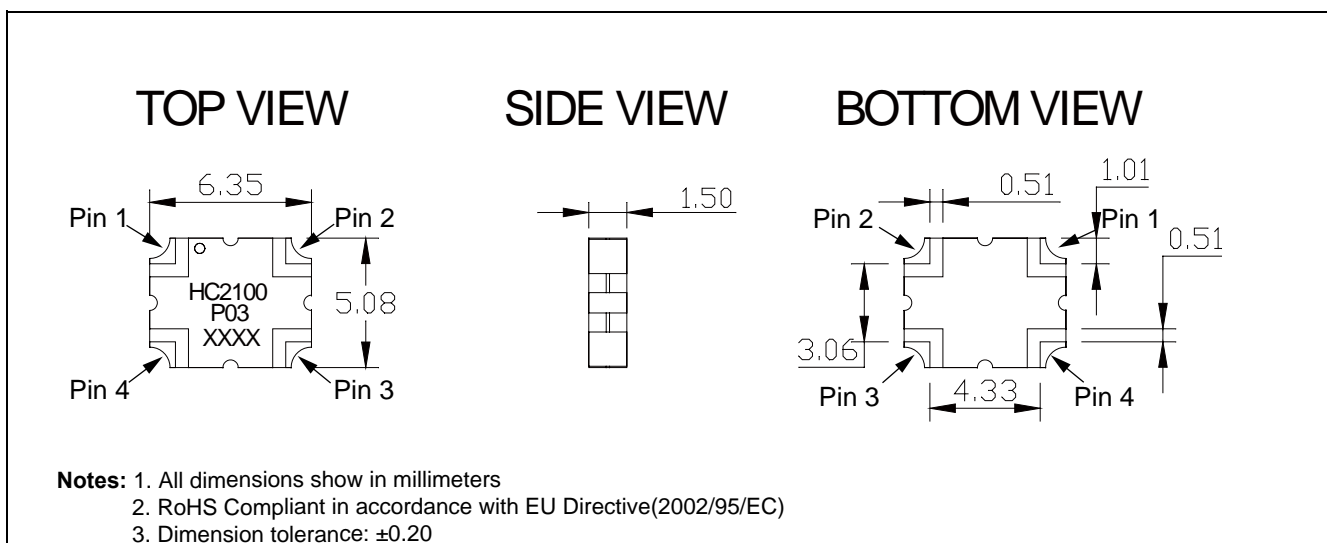 TOP VIEW
SIDE VIEW
BOTTOM VIEW
6.35
Pin 1
Pin 2
HC2100
P03
XXXX
5.08
Pin 4
Pin 3
1.50
0.51
1.01
Pin 2
Pin 1
0.51
3.06
Pin 3
4.33
Pin 4
Notes: 1. All dimensions show in millimeters
2. RoHS Compliant in accordance with EU Directive(2002/95/EC)
3. Dimension tolerance: ±0.20